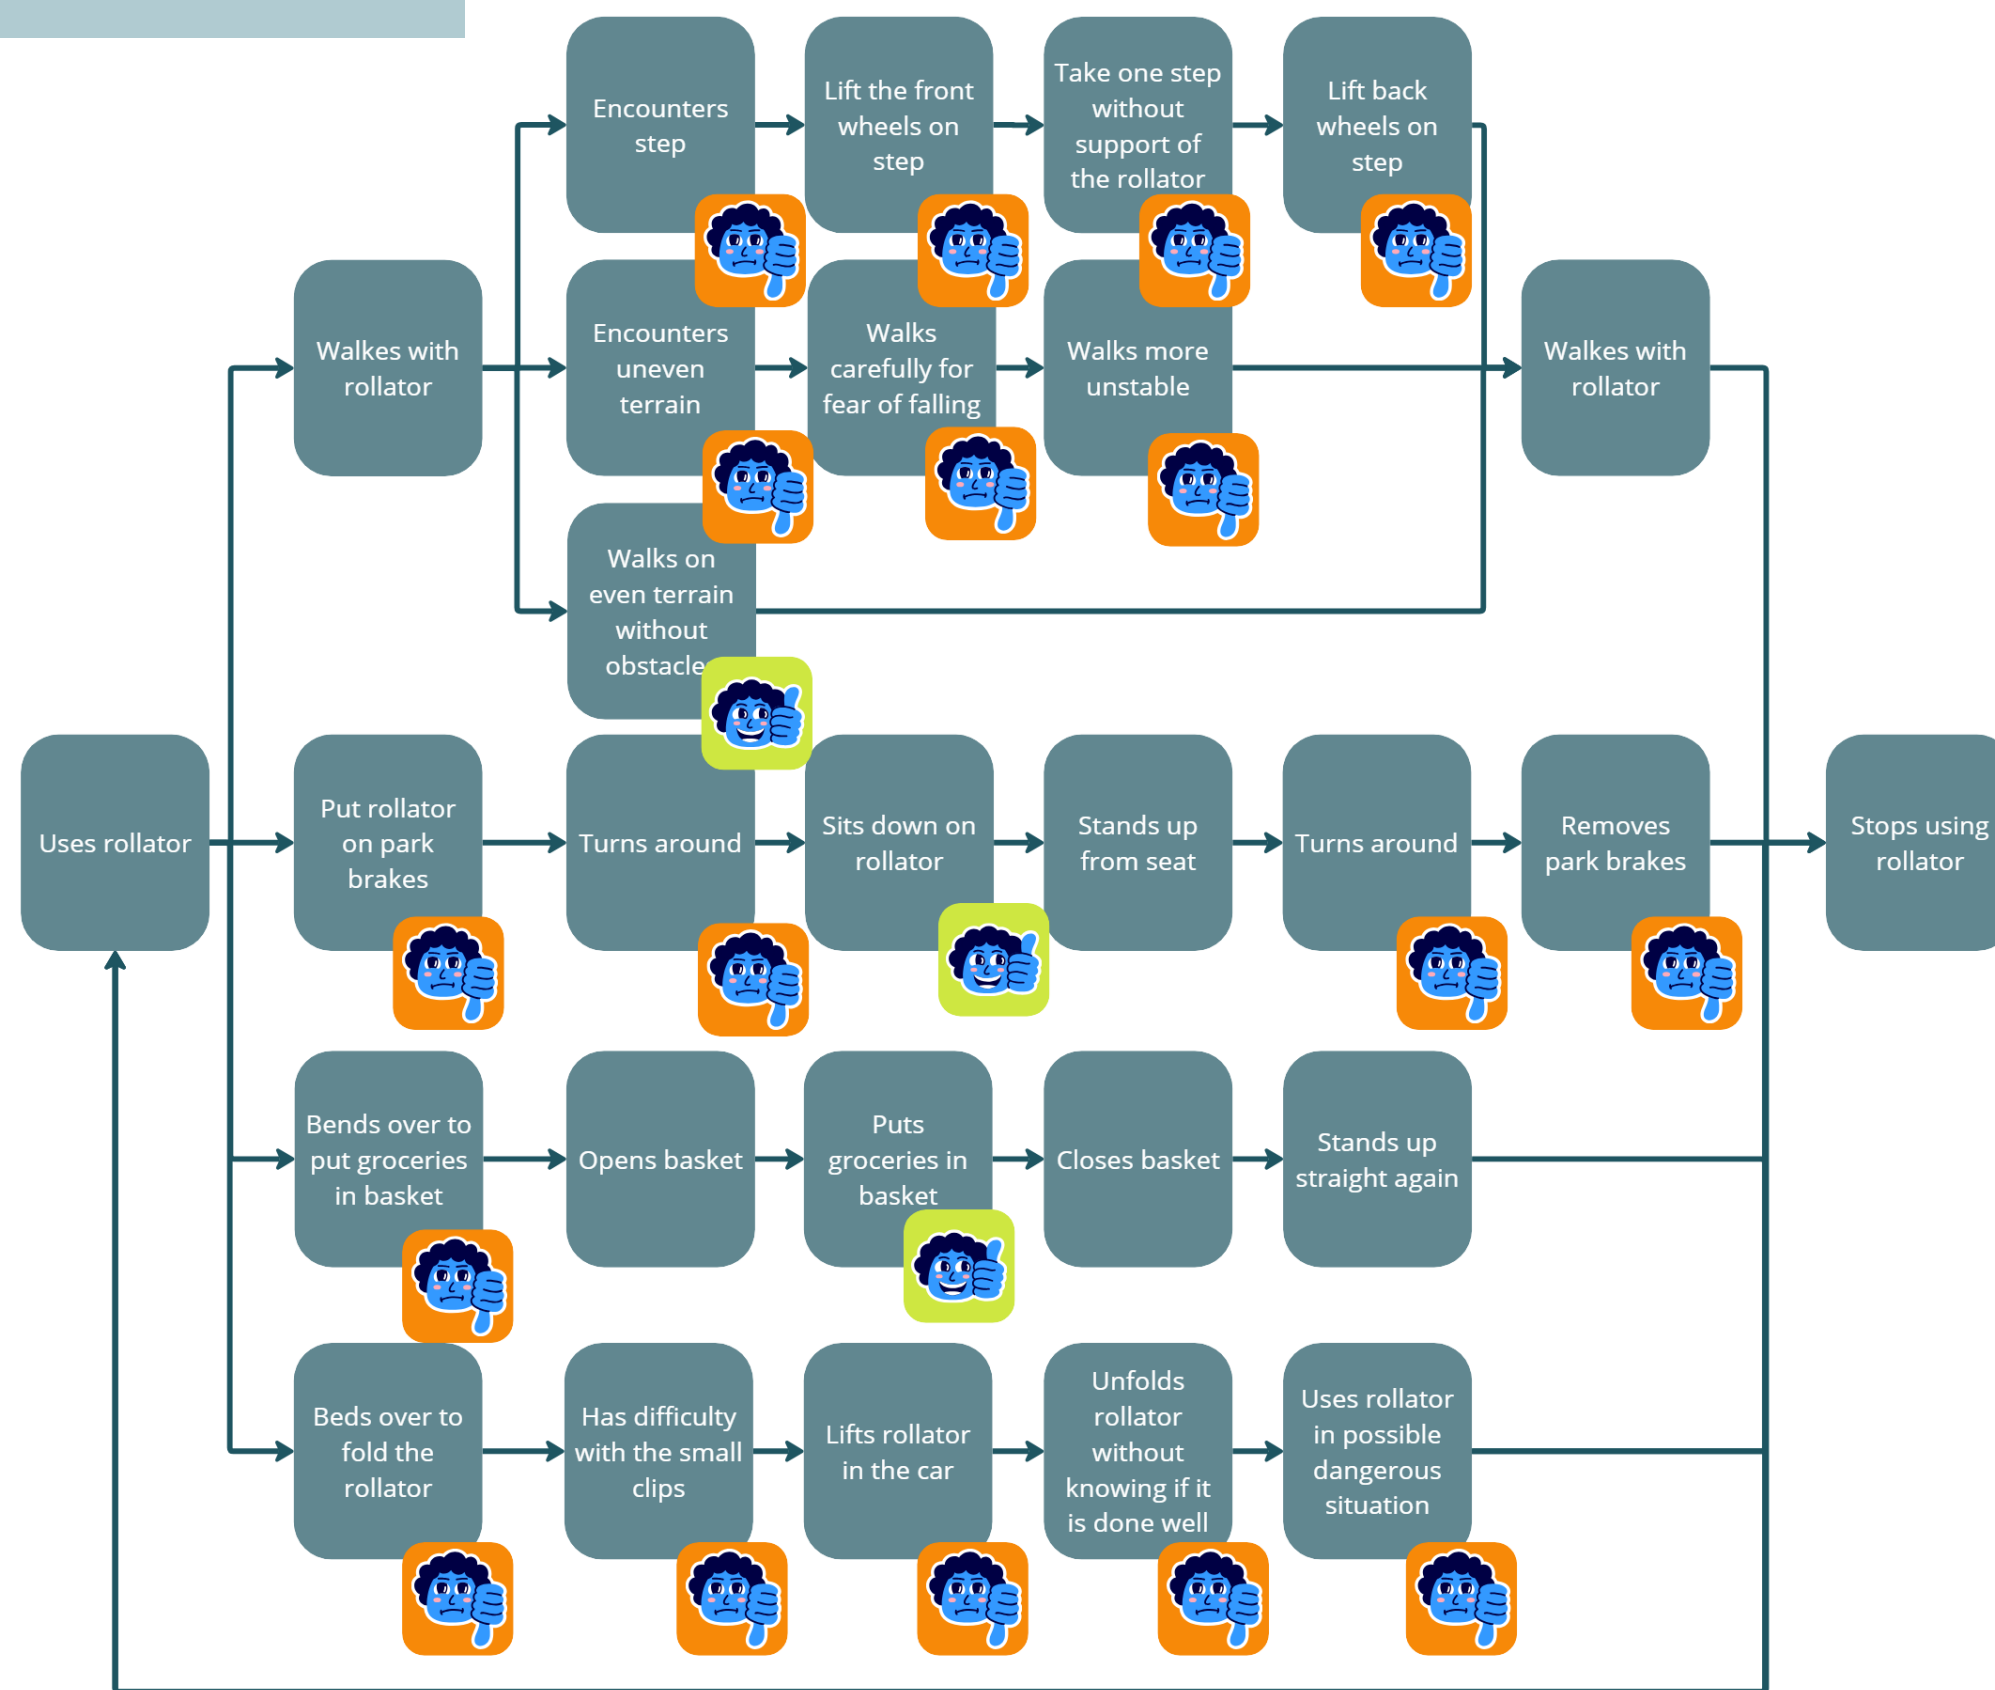 Encounters
step
Lift the front
wheels on
step
Take one step
without
support of
the rollator
Lift back
wheels on
step
Walkes with
rollator
Encounters
uneven
terrain
Walks
carefully for
fear of falling
Walks more
unstable
Walkes with
rollator
Walks on
even terrain
without
obstacle
Uses rollator
Put rollator
on park
brakes
Turns around
Sits down on
rollator
Stands up
from seat
Turns around
Removes
park brakes
Stops using
rollator
Bends over to
put groceries
in basket
Opens basket
Puts
groceries in
basket
Closes basket
Stands up
straight again
Beds over to
fold the
rollator
Has difficulty
with the small
clips
Lifts rollator
in the car
Unfolds
rollator
without
knowing if it
is done well
Uses rollator
in possible
dangerous
situation